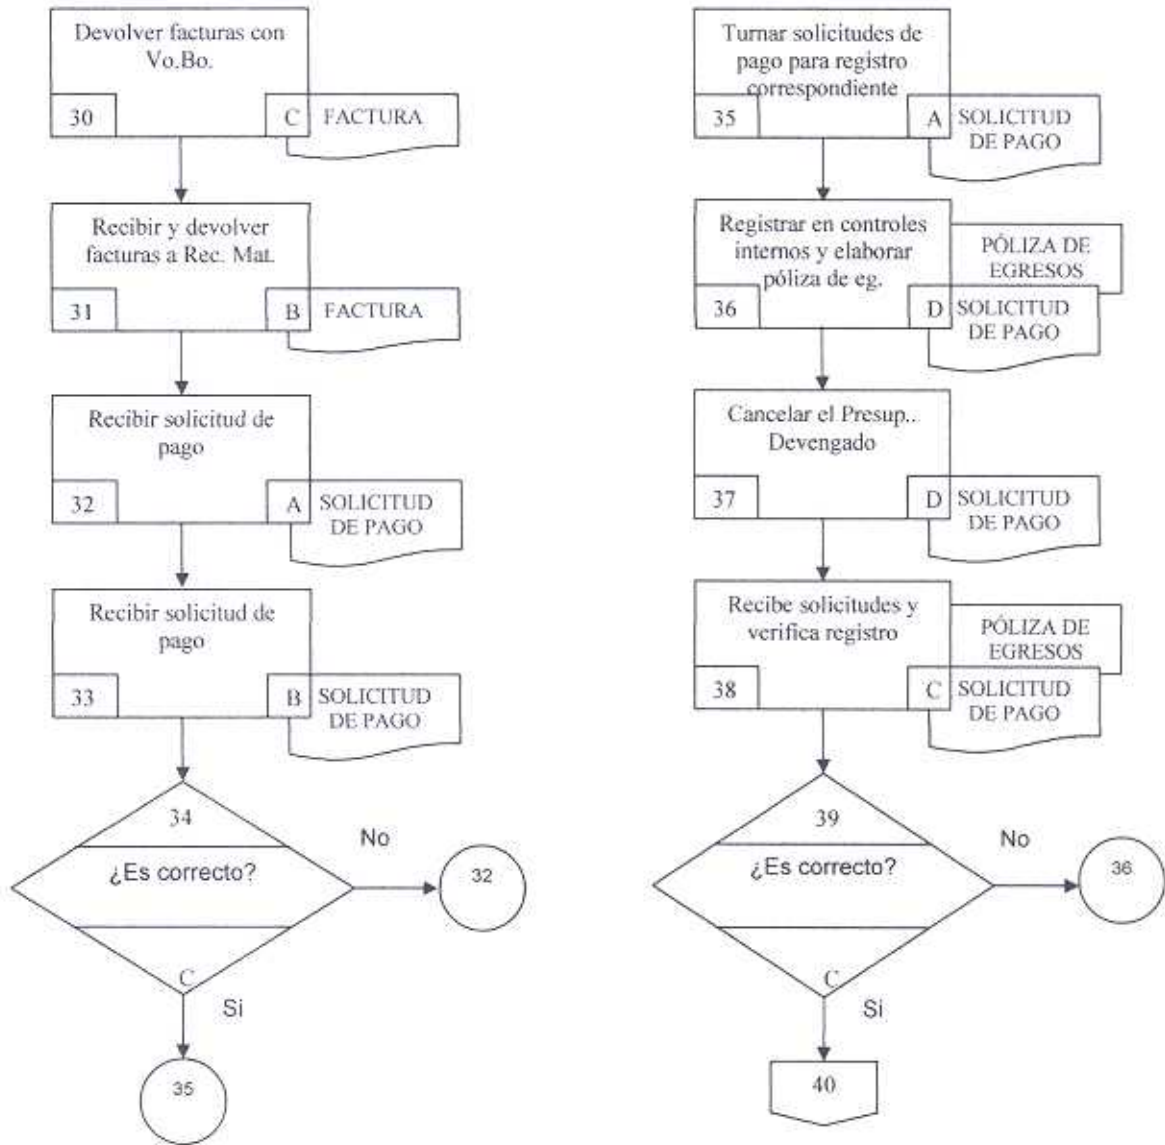 Devolver facturas con
Vo.Bo.
30
C
FACTURA
Recibir y devolver
facturas a Rec. Mat.
31
B
FACTURA
Recibir solicitud de
pago
32
A
SOLICITUD
DE PAGO
Recibir solicitud de
pago
33
B
SOLICITUD
DE PAGO
34
¿Es correcto?
C
No
32
Si
35
Turnar solicitudes de
pago para registro
correspondiente
35
A
SOLICITUD
DE PAGO
Registrar en controles
internos y elaborar
póliza de eg.
36
PÓLIZA DE
EGRESOS
D
SOLICITUD
DE PAGO
Cancelar el Presup..
Devengado
37
D
SOLICITUD
DE PAGO
Recibe solicitudes y
verifica registro
38
PÓLIZA DE
EGRESOS
C
SOLICITUD
DE PAGO
39
¿Es correcto?
C
No
36
Si
40